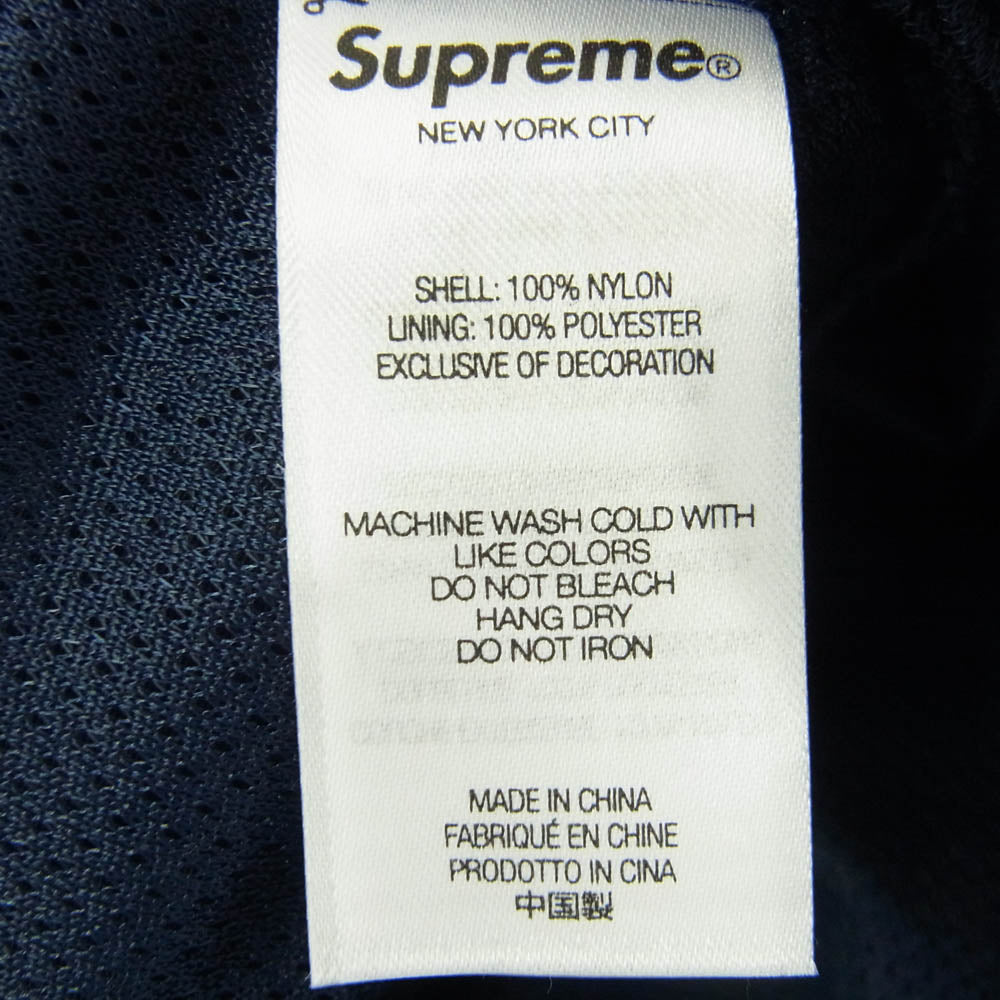 Supreme®
NEW YORK CITY
SHELL: 100% NYLON
LINING: 100% POLYESTER
EXCLUSIVE OF DECORATION
MACHINE WASH COLD WITH
LIKE COLORS
DO NOT BLEACH
HANG DRY
DO NOT IRON
MADE IN CHINA
FABRIQUÉ EN CHINE
PRODOTTO IN CINA
中国製